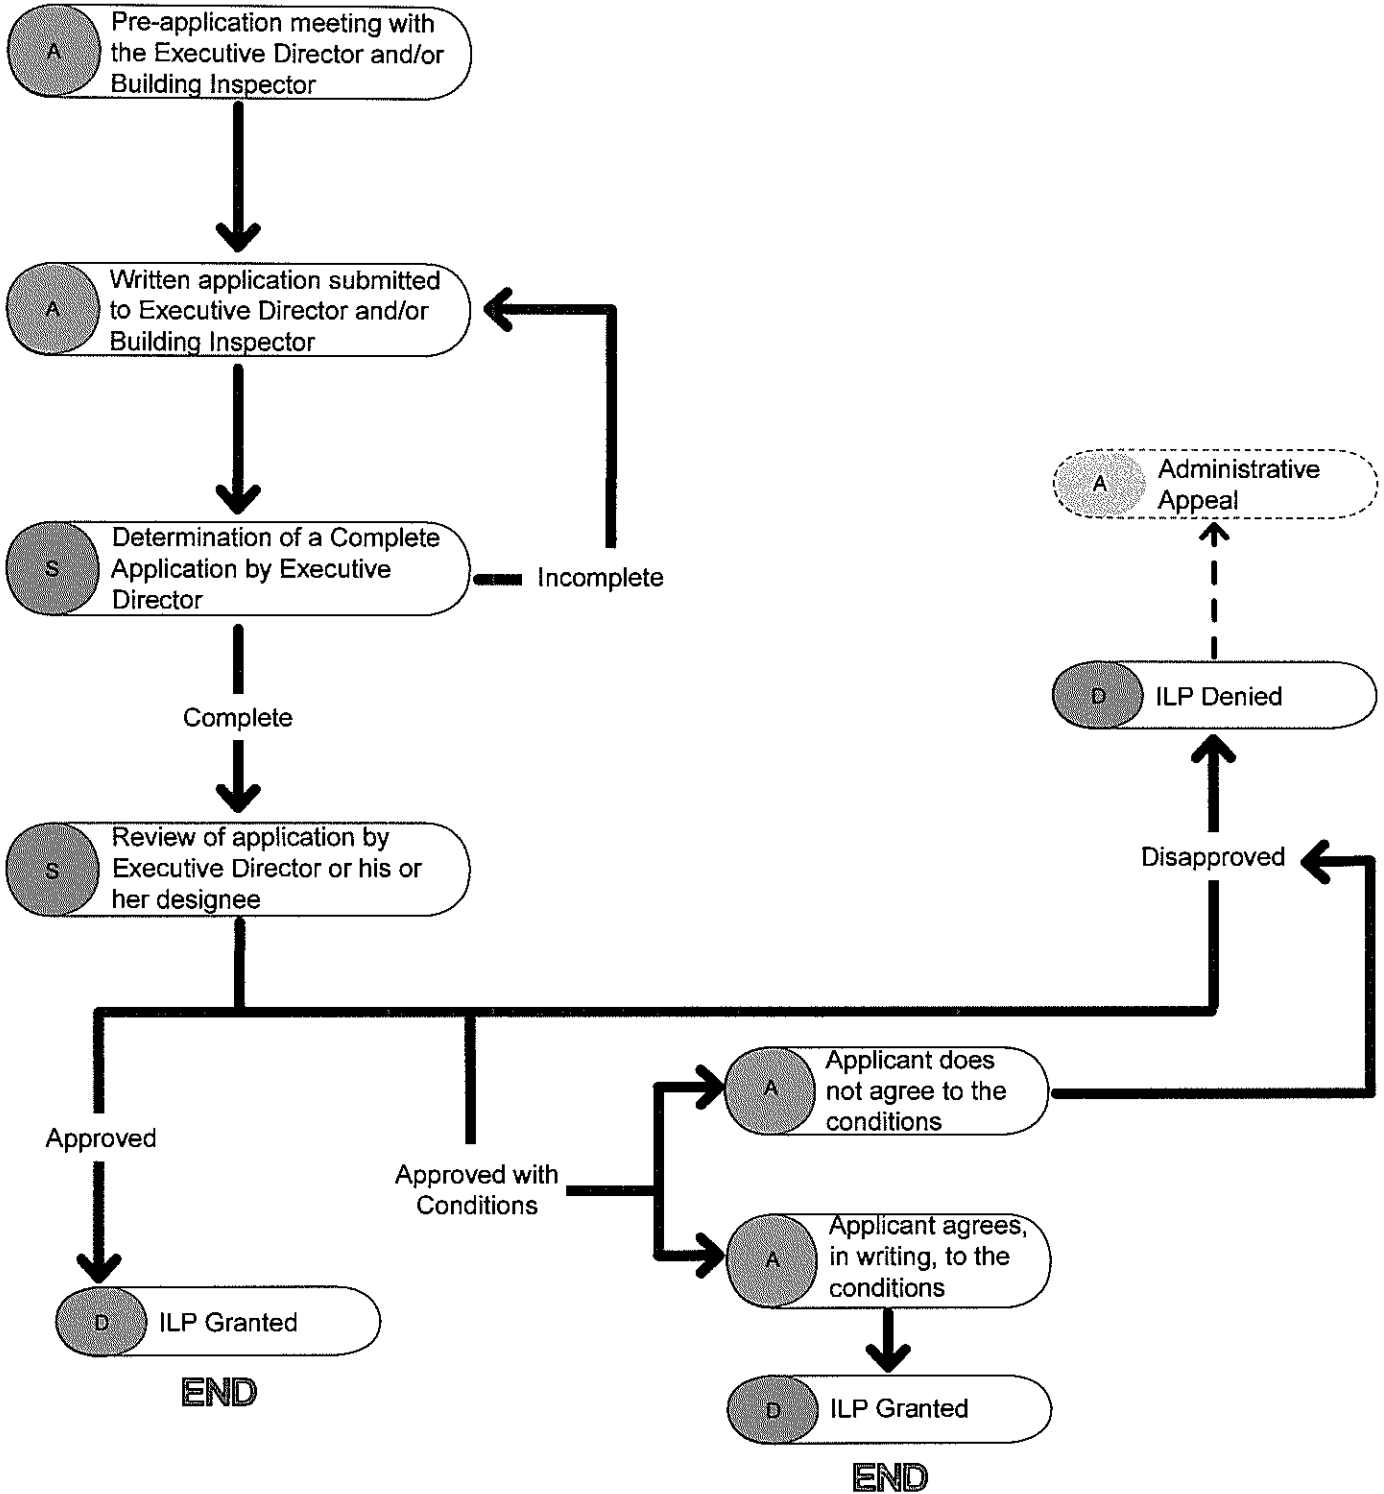 A
Pre-application meeting with
the Executive Director and/or
Building Inspector
A
Written application submitted
to Executive Director and/or
Building Inspector
S
Determination of a Complete
Application by Executive
Director
Incomplete
A
Administrative
Appeal
D
ILP Denied
Complete
S
Review of application by
Executive Director or his or
her designee
Disapproved
A
Applicant does
not agree to the
conditions
Approved
Approved with
Conditions
A
Applicant agrees,
in writing, to the
conditions
D
ILP Granted
END
D
ILP Granted
END